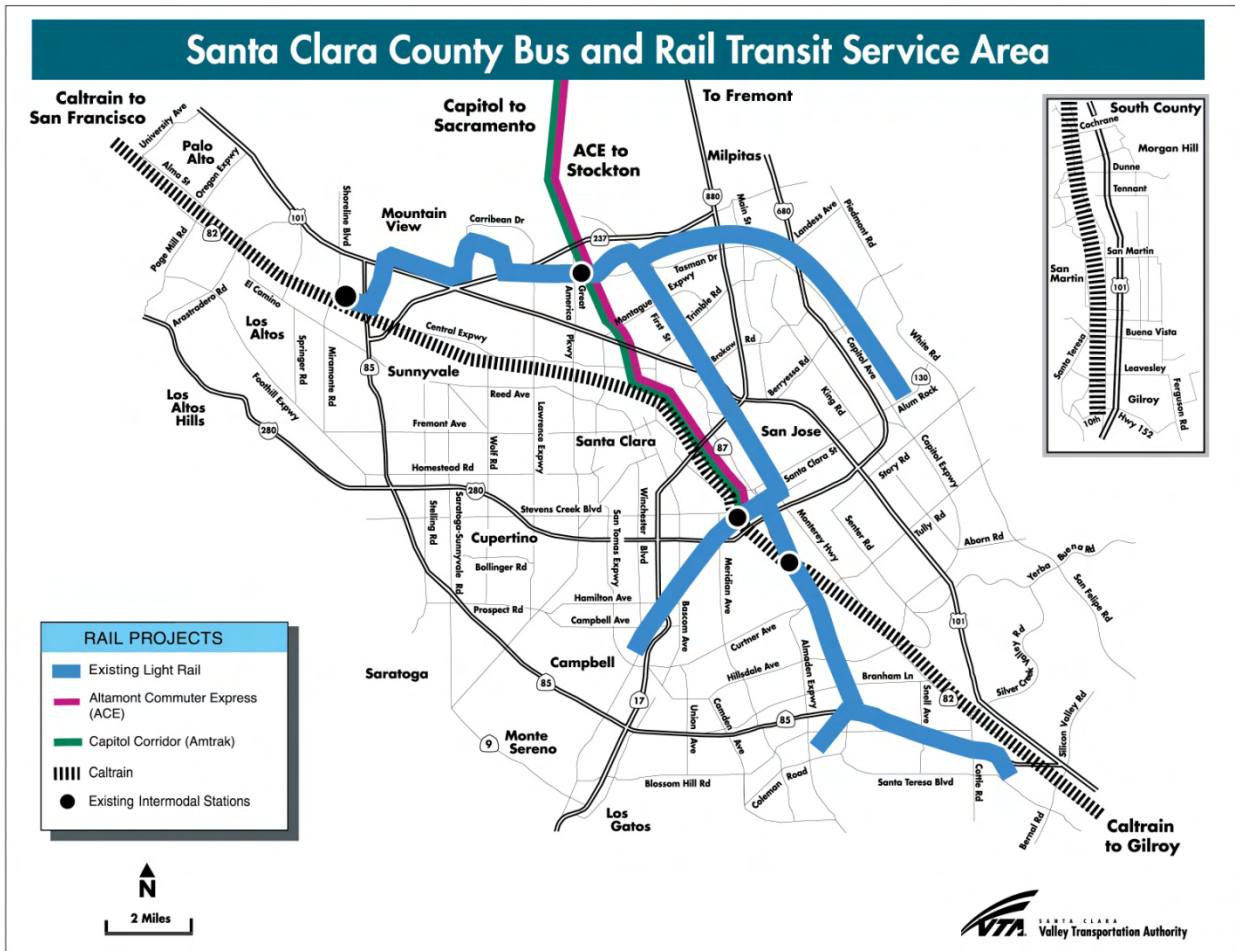 Santa Clara County Bus and Rail Transit Service Area
Caltrain to
San Francisco
University Ave
Palo
Alto
Alma St
Oregon Expwy
Page Mill Rd
82
101
Shoreline Blvd
Mountain
View
Carribean Dr
Capitol to
Sacramento
ACE to
Stockton
To Fremont
Milpitas
880
Main St
680
Landess Ave
Piedmont Rd
237
Tasman Dr
Montague
Expwy
Trimble Rd
First St
Great
America
Pkwy
Brokaw
Rd
Berryessa Rd
King Rd
Capitol Ave
White Rd
130
Alum Rock
Arastradero Rd
El Camino
Los
Altos
Springer Rd
Miramonte Rd
85
Central Expwy
Sunnyvale
Los
Altos
Hills
Foothill Expwy
280
Reed Ave
Fremont Ave
Wolf Rd
Lawrence Expwy
Santa Clara
San Jose
87
Santa Clara St
Story Rd
Capitol Expwy
Homestead Rd
280
Stevens Creek Blvd
Stelling Rd
Saratoga-Sunnyvale
Rd
Cupertino
Bollinger Rd
San Tomas Expwy
Winchester
Blvd
Meridian Ave
Monterey Hwy
Senter Rd
Tully Rd
Aborn Rd
Yerba Buena Rd
San Felipe Rd
Prospect Rd
Hamilton Ave
Campbell Ave
Bascom Ave
Curtner Ave
Hillsdale Ave
Almaden Expwy
101
Silver Creek
Valley Rd
Saratoga
Campbell
85
17
Union
Ave
Camden
Ave
85
Branham Ln
Snell Ave
82
Silicon Valley Rd
9
Monte
Sereno
Blossom Hill Rd
Coleman Road
Santa Teresa Blvd
Cottle Rd
Bernal Rd
Los
Gatos
Caltrain
to Gilroy
South County
Cochrane
Morgan Hill
Dunne
Tennant
San Martin
San
Martin
101
Buena Vista
Santa Teresa
Leavesley
Gilroy
Ferguson Rd
10th
Hwy 152
RAIL PROJECTS
Existing Light Rail
Altamont Commuter Express
(ACE)
Capitol Corridor (Amtrak)
Caltrain
Existing Intermodal Stations
N
2 Miles
VTA
SANTA CLARA
Valley Transportation Authority